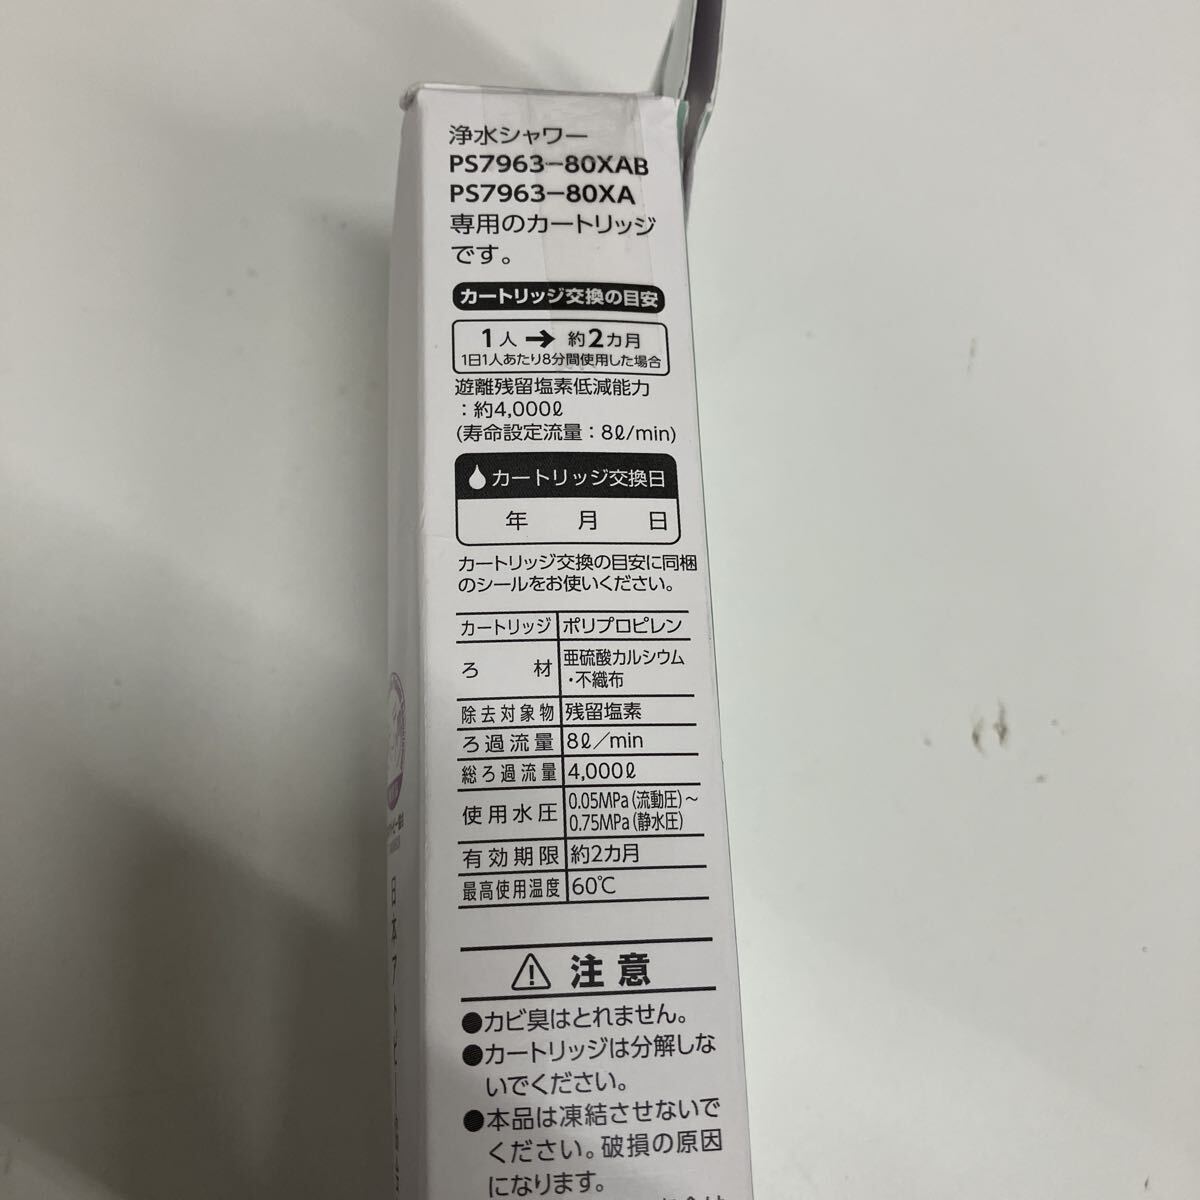 浄水シャワー
PS7963-80XAB
PS7963-80XA
専用のカートリッジ
です。
カートリッジ交換の目安
1人→約2カ月
1日1人あたり8分間使用した場合
遊離残留塩素低減能力
：約4,000ℓ
(寿命設定流量：8ℓ/min)
カートリッジ交換日
年 月 日
カートリッジ交換の目安に同梱
のシールをお使いください。
カートリッジ ポリプロピレン
ろ材 亜硫酸カルシウム
・不織布
除去対象物 残留塩素
ろ過流量 8ℓ/min
総ろ過流量 4,000ℓ
使用水圧 0.05MPa(流動圧)～
0.75MPa(静水圧)
有効期限 約2カ月
最高使用温度 60℃
注意
●カビ臭はとれません。
●カートリッジは分解しな
いでください。
●本品は凍結させないで
ください。破損の原因
になります。
日本アトピー